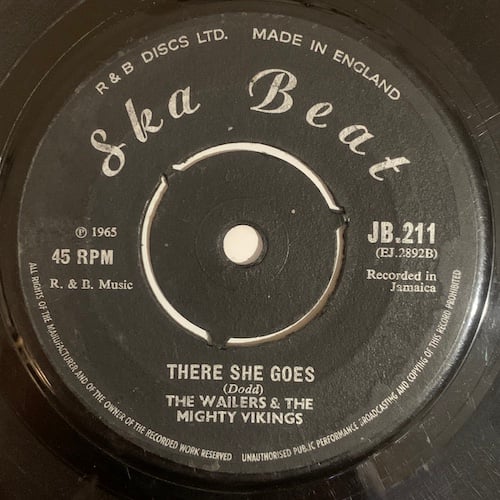 R & B DISCS LTD. MADE IN ENGLAND
Ska Beat
℗ 1965
45 RPM
R. & B. Music
JB.211
(EJ.2892B)
Recorded in
Jamaica
THERE SHE GOES
(Dodd)
THE WAILERS & THE
MIGHTY VIKINGS
ALL RIGHTS OF THE MANUFACTURER AND OF THE OWNER OF THE RECORDED WORK RESERVED UNAUTHORISED PUBLIC PERFORMANCE, BROADCASTING AND COPYING OF THIS RECORD PROHIBITED